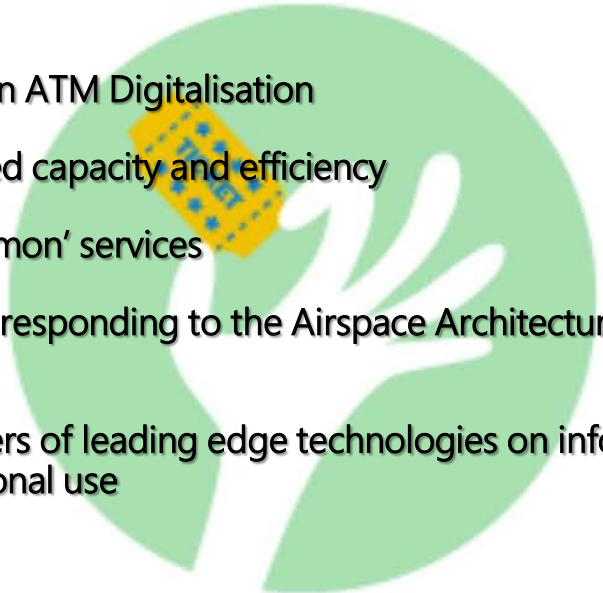 n ATM Digitalisation
TICKET
ed capacity and efficiency
mon' services
responding to the Airspace Architectur
ers of leading edge technologies on info
onal use